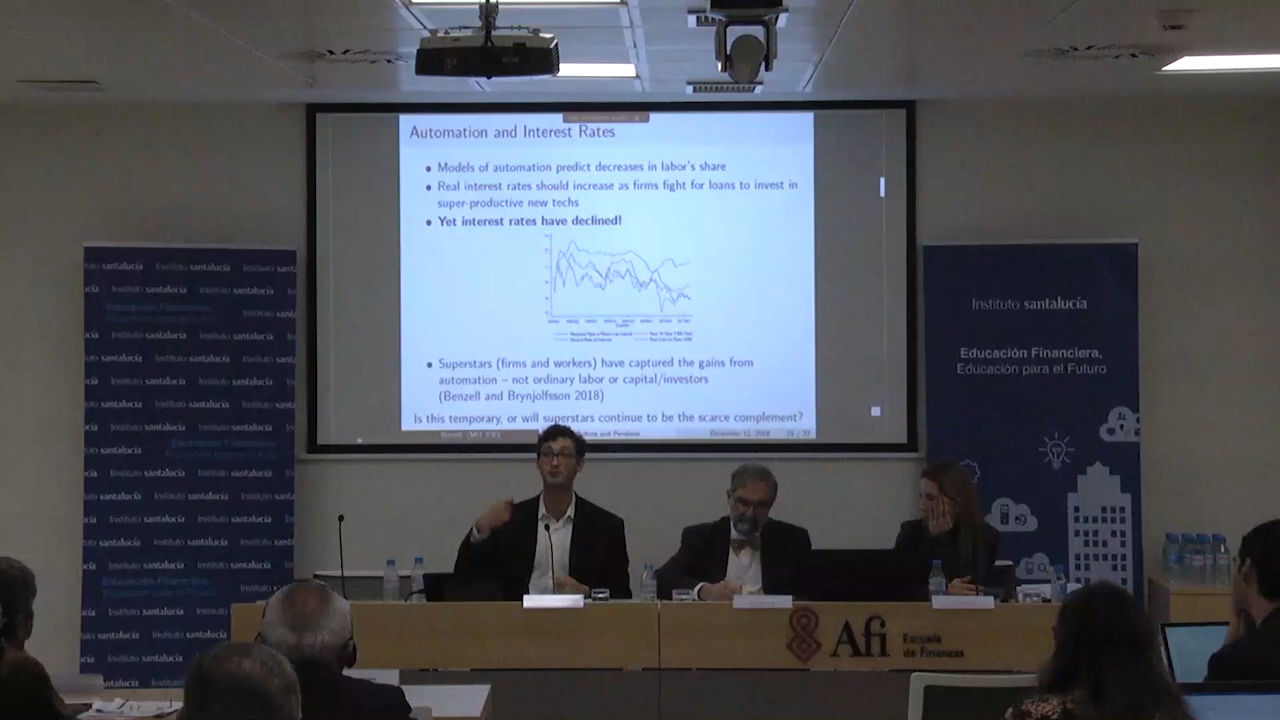 Automation and Interest Rates
Models of automation predict decreases in labor's share
Real interest rates should increase as firms fight for loans to invest in
super-productive new techs
Yet interest rates have declined!
Superstars (firms and workers) have captured the gains from
automation – not ordinary labor or capital/investors
(Benzell and Brynjolfsson 2018)
Is this temporary, or will superstars continue to be the scarce complement?
Instituto santalucía
Educación Financiera,
Educación para el Futuro
Instituto santalucía
Educación Financiera,
Afi Escuela
de Finanzas